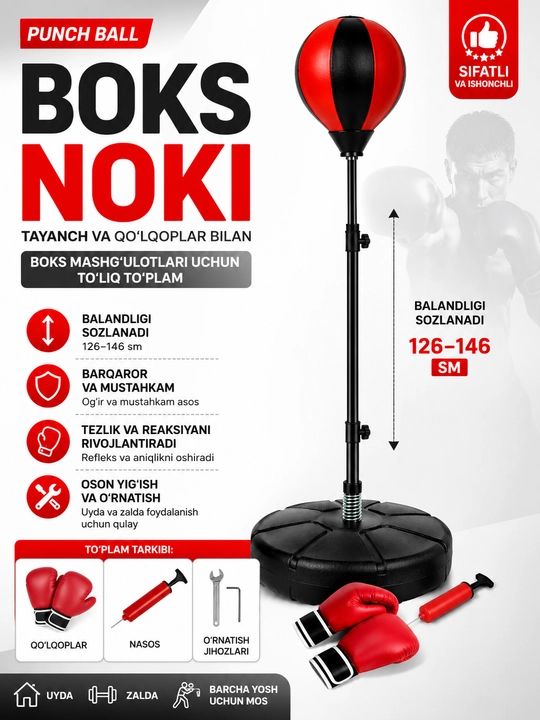 PUNCH BALL
SIFATLI
VA ISHONCHLI
BOKS
NOKI
TAYANCH VA QO‘LQOPLAR BILAN
BOKS MASHG‘ULOTLARI UCHUN
TO‘LIQ TO‘PLAM
BALANDLIGI
SOZLANADI
126–146 sm
BARQAROR
VA MUSTAHKAM
Og‘ir va mustahkam asos
TEZLIK VA REAKSIYANI
RIVOJLANTIRADI
Refleks va aniqlikni oshiradi
OSON YIG‘ISH
VA O‘RNATISH
Uyda va zalda foydalanish
uchun qulay
BALANDLIGI
SOZLANADI
126–146
SM
TO‘PLAM TARKIBI:
QO‘LQOPLAR
NASOS
O‘RNATISH
JIHOZLARI
UYDA
ZALDA
BARCHA YOSH
UCHUN MOS